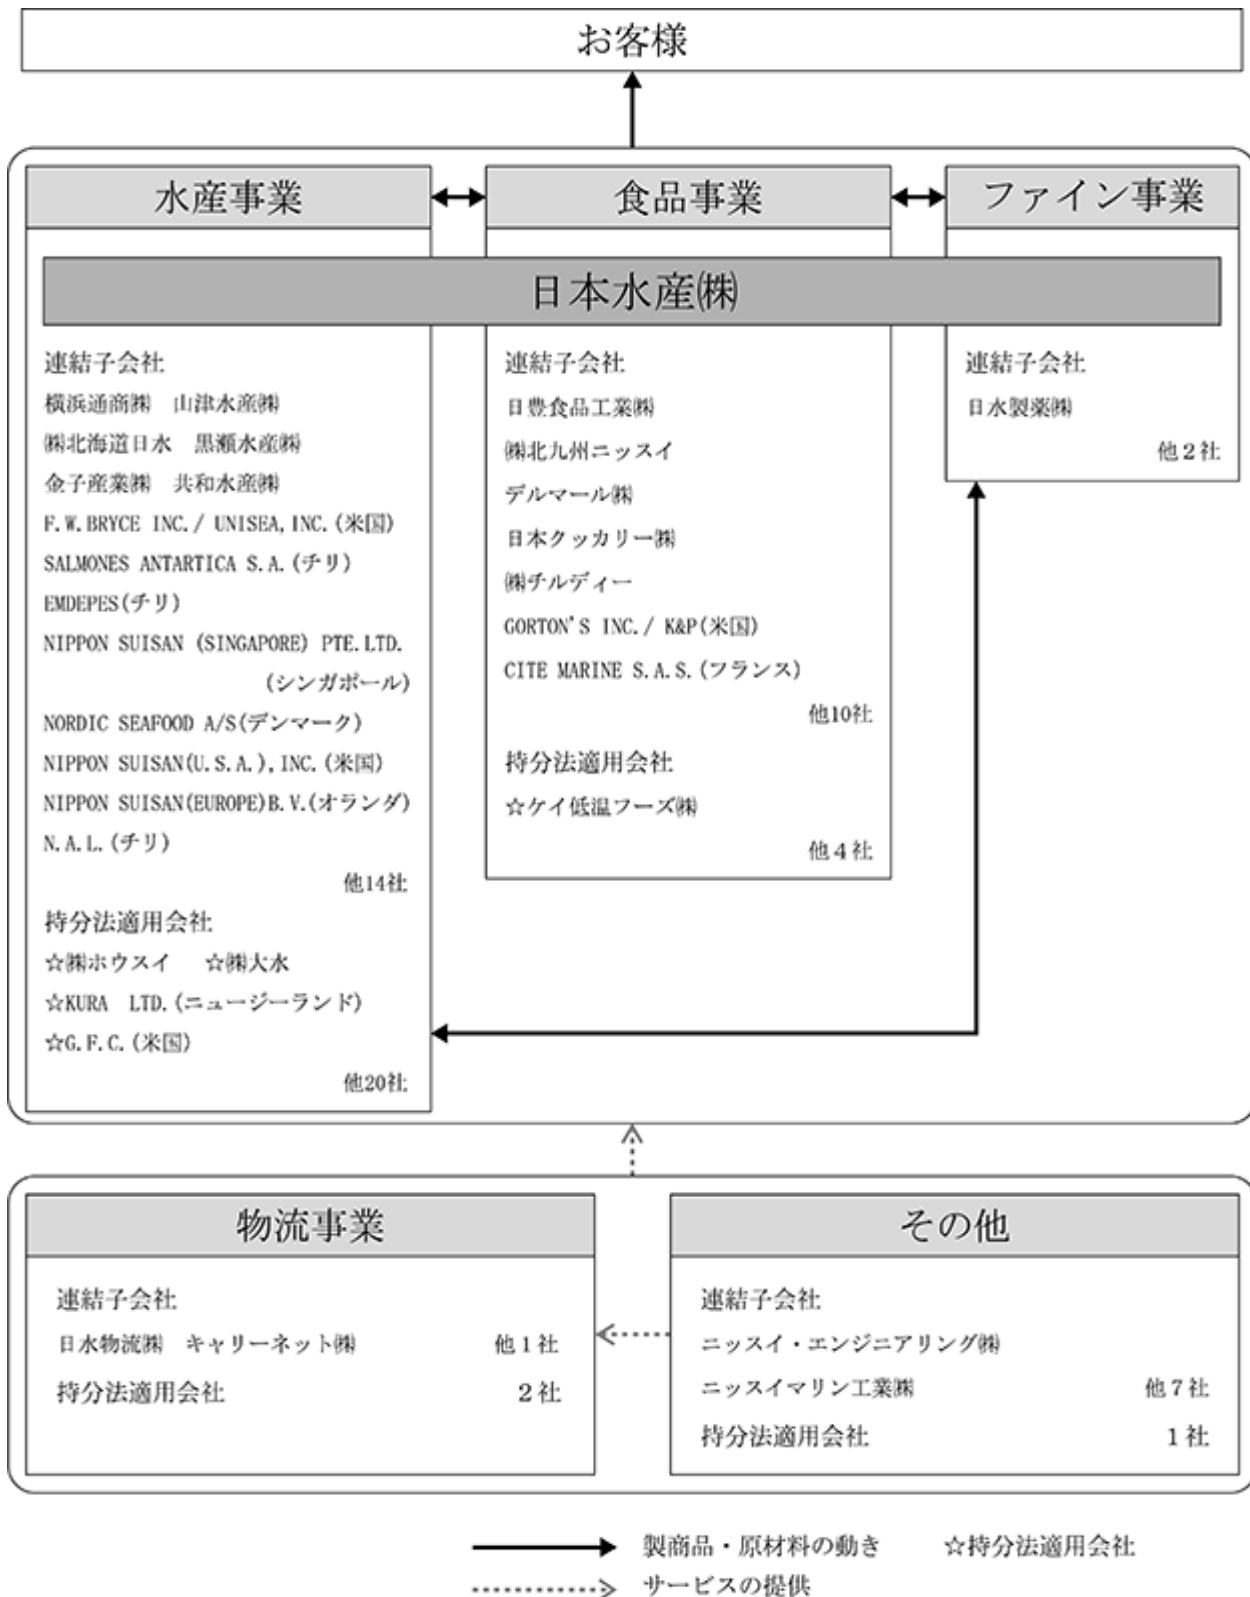 お客様
水産事業
食品事業
ファイン事業
日本水産㈱
連結子会社
横浜通商㈱　山津水産㈱
㈱北海道日水　黒瀬水産㈱
金子産業㈱　共和水産㈱
F.W.BRYCE INC./ UNISEA,INC.(米国)
SALMONES ANTARTICA S.A.(チリ)
EMDEPES(チリ)
NIPPON SUISAN (SINGAPORE) PTE.LTD.
(シンガポール)
NORDIC SEAFOOD A/S(デンマーク)
NIPPON SUISAN(U.S.A.),INC.(米国)
NIPPON SUISAN(EUROPE)B.V.(オランダ)
N.A.L.(チリ)
他14社
持分法適用会社
☆㈱ホウスイ　☆㈱大水
☆KURA　LTD.(ニュージーランド)
☆G.F.C.(米国)
他20社
連結子会社
日豊食品工業㈱
㈱北九州ニッスイ
デルマール㈱
日本クッカリー㈱
㈱チルディー
GORTON'S INC./ K&P(米国)
CITE MARINE S.A.S.(フランス)
他10社
持分法適用会社
☆ケイ低温フーズ㈱
他４社
連結子会社
日水製薬㈱
他２社
物流事業
連結子会社
日水物流㈱　キャリーネット㈱　他１社
持分法適用会社　２社
その他
連結子会社
ニッスイ・エンジニアリング㈱
ニッスイマリン工業㈱　他７社
持分法適用会社　１社
製商品・原材料の動き　☆持分法適用会社
サービスの提供